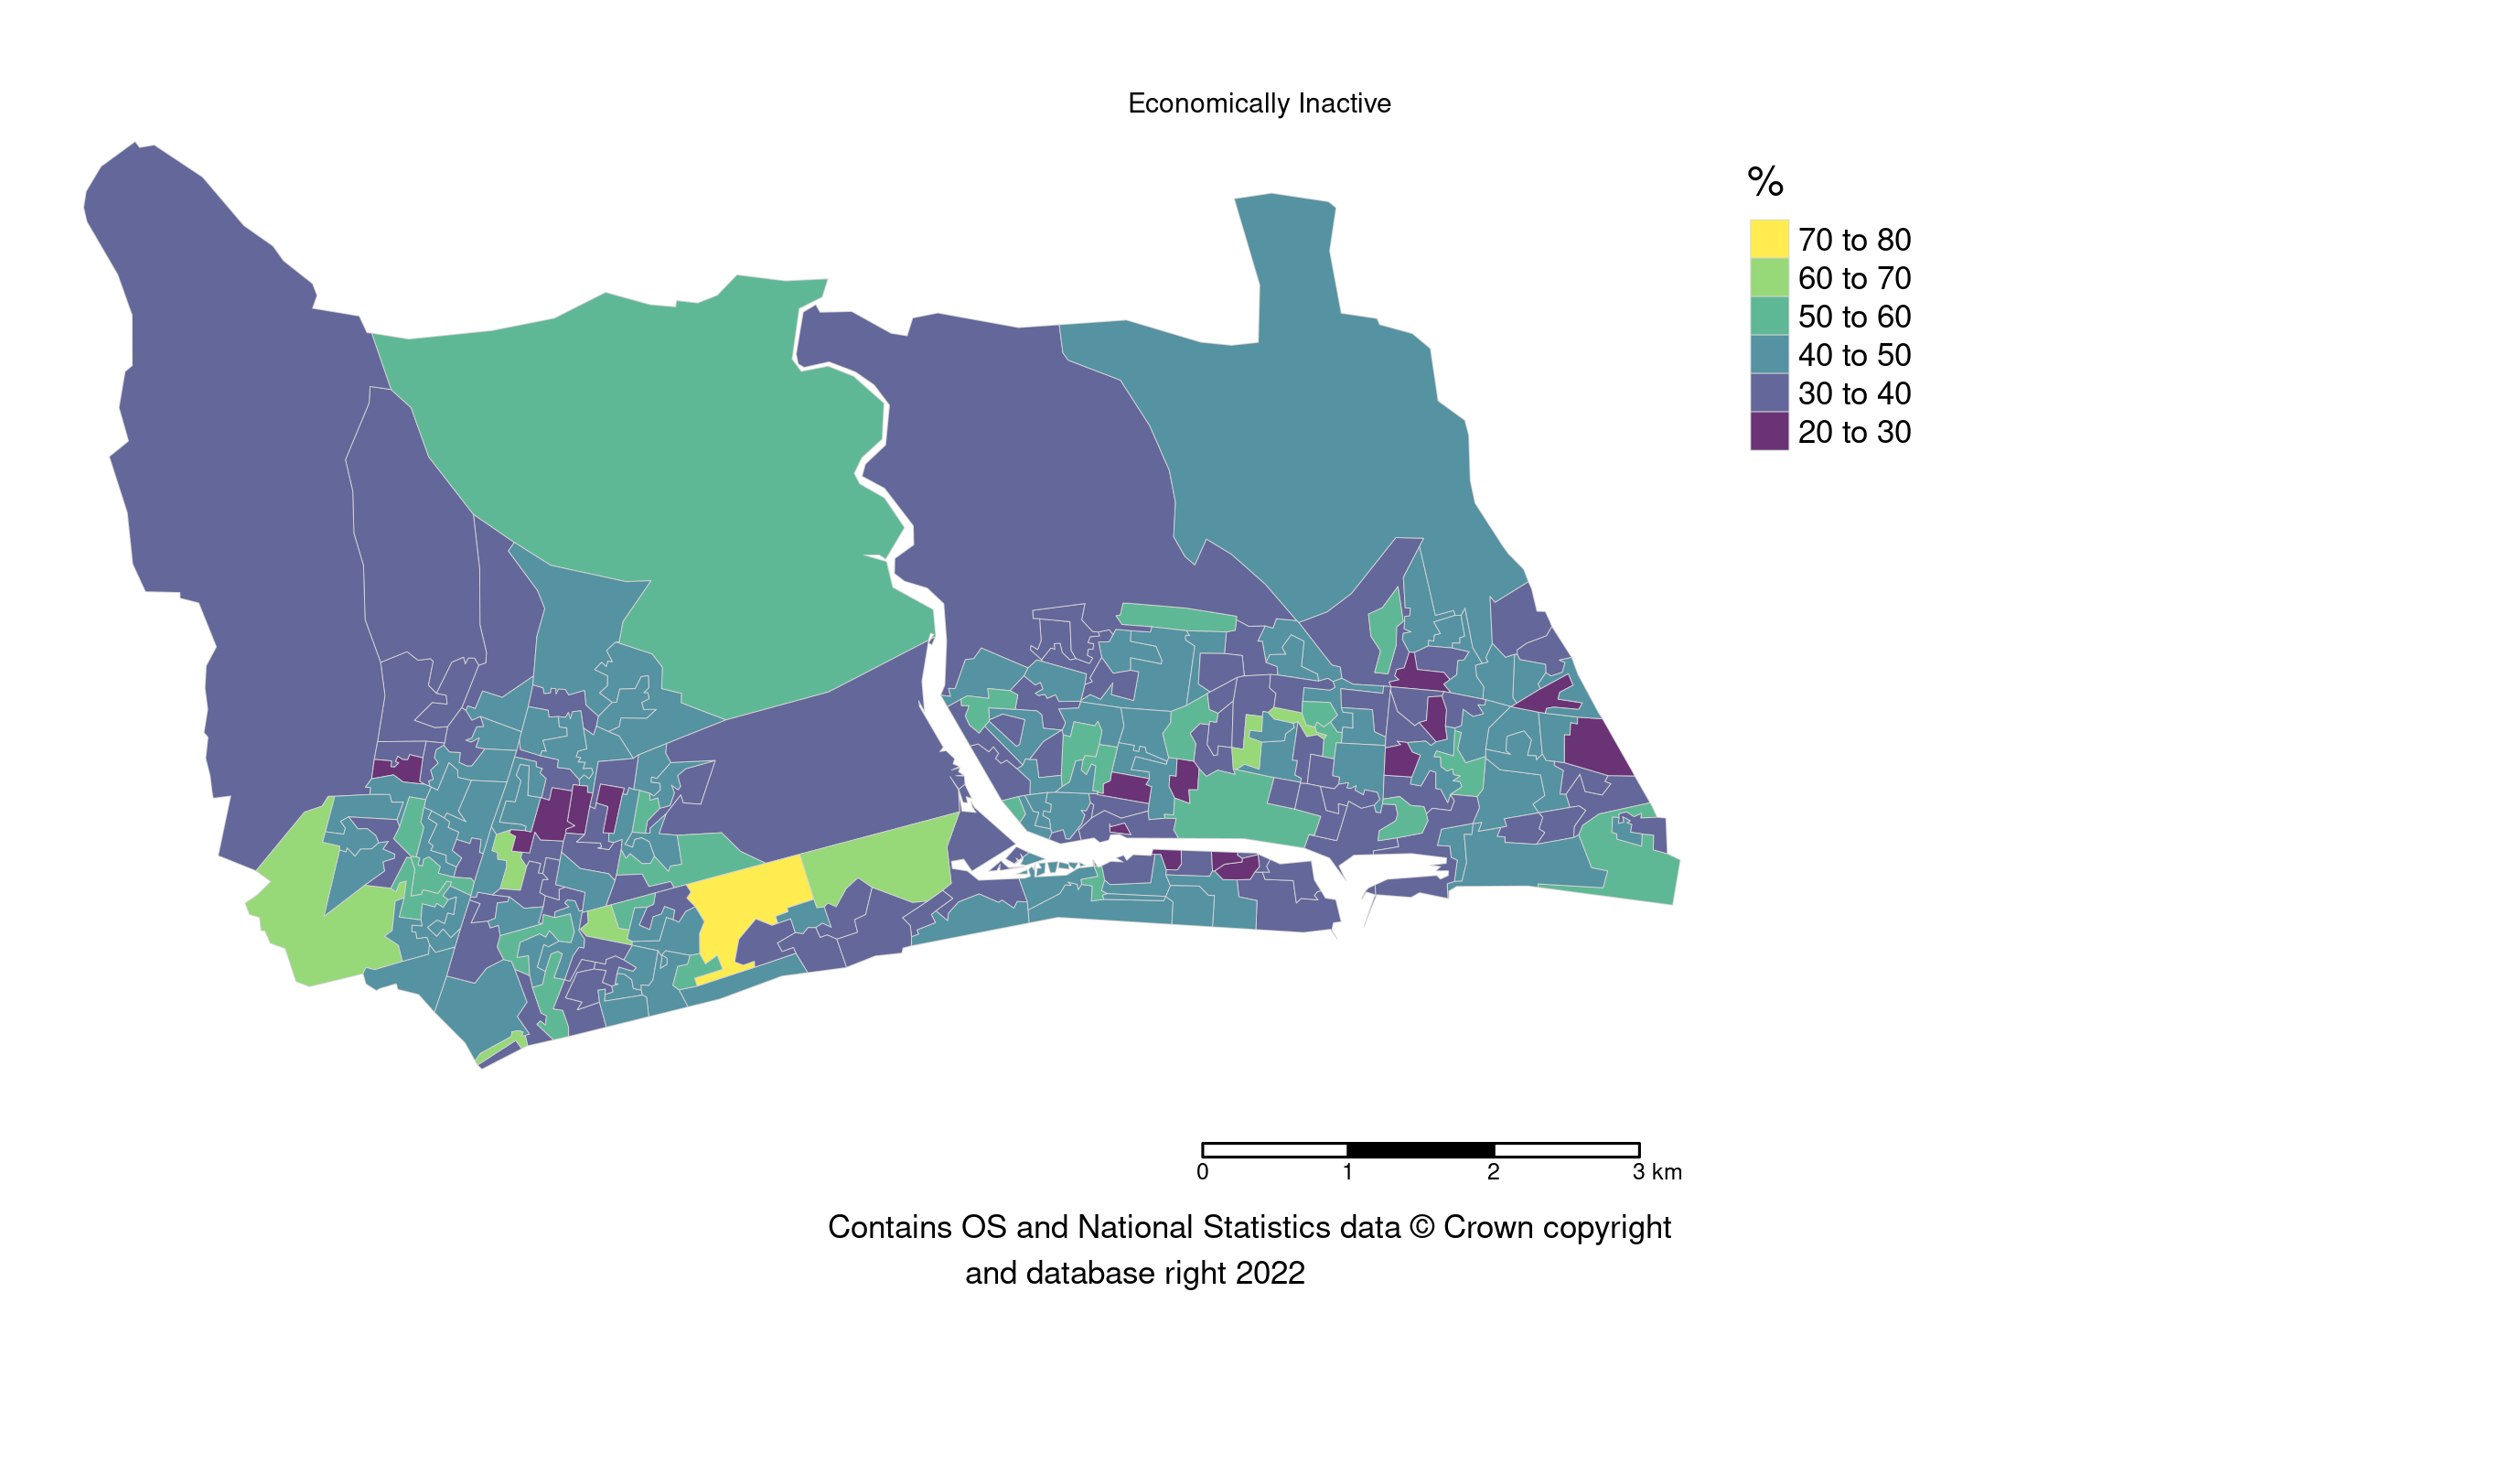 Economically Inactive
%
70 to 80
60 to 70
50 to 60
40 to 50
30 to 40
20 to 30
0 1 2 3 km
Contains OS and National Statistics data © Crown copyright
and database right 2022